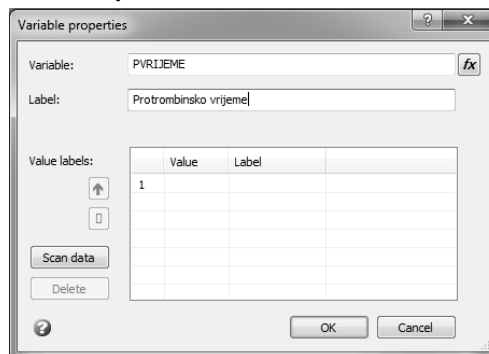 Variable properties
Variable: PVRIJEME fx
Label: Protrombinsko vrijeme
Value labels: Value Label
1
Scan data
Delete
OK Cancel